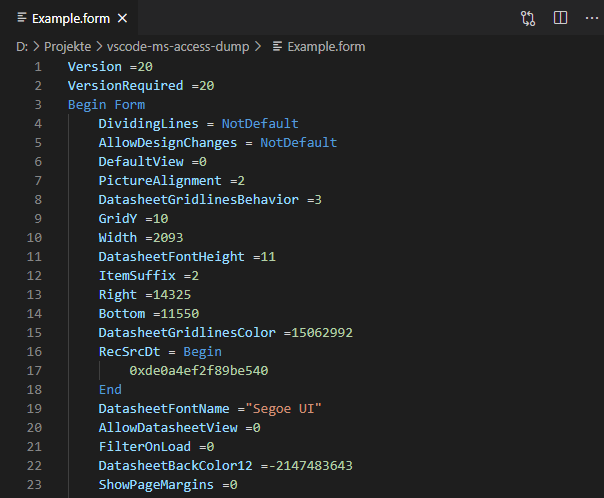 Example.form
D: > Projekte > vscode-ms-access-dump > Example.form
1 Version =20
2 VersionRequired =20
3 Begin Form
4 DividingLines = NotDefault
5 AllowDesignChanges = NotDefault
6 DefaultView =0
7 PictureAlignment =2
8 DatasheetGridlinesBehavior =3
9 GridY =10
10 Width =2093
11 DatasheetFontHeight =11
12 ItemSuffix =2
13 Right =14325
14 Bottom =11550
15 DatasheetGridlinesColor =15062992
16 RecSrcDt = Begin
17 0xde0a4ef2f89be540
18 End
19 DatasheetFontName ="Segoe UI"
20 AllowDatasheetView =0
21 FilterOnLoad =0
22 DatasheetBackColor12 =-2147483643
23 ShowPageMargins =0